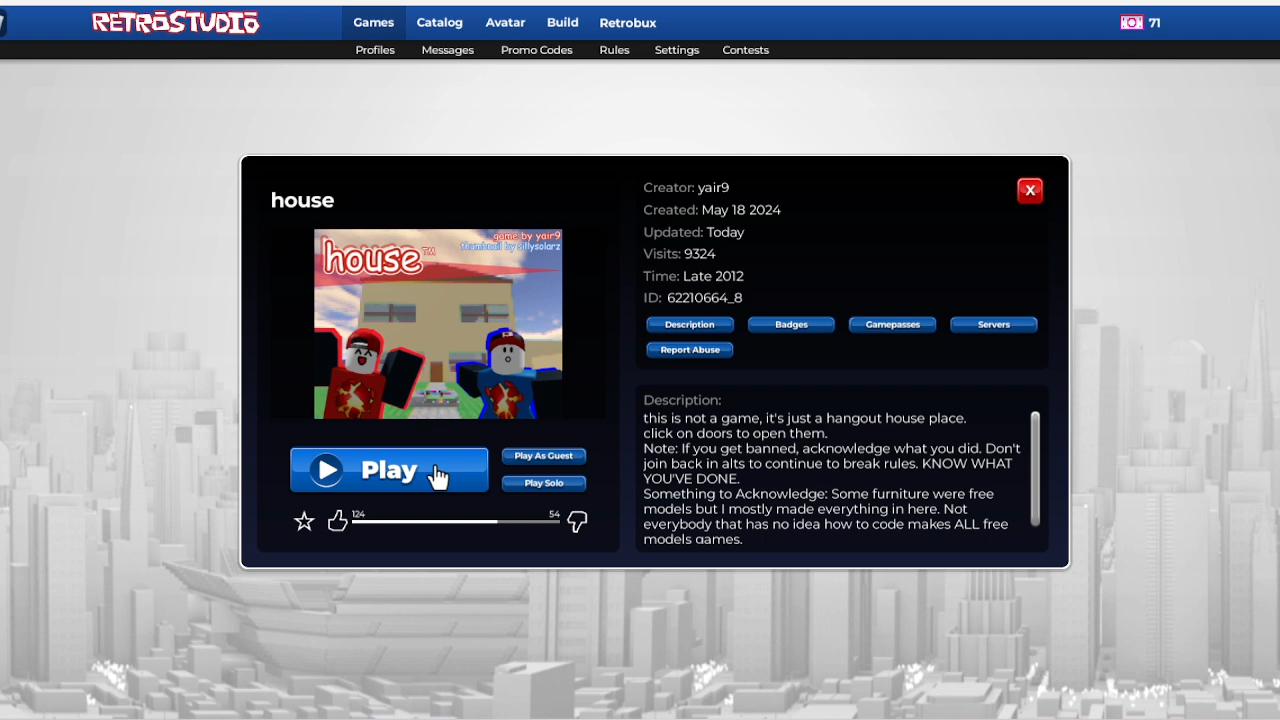 RETROSTUDIO
Games Catalog Avatar Build Retrobux
71
Profiles Messages Promo Codes Rules Settings Contests
house
game by yair9
thumbnail by sillysolarz
house™
Play
Play As Guest
Play Solo
124
54
Creator: yair9
Created: May 18 2024
Updated: Today
Visits: 9324
Time: Late 2012
ID: 62210664_8
X
Description Badges Gamepasses Servers
Report Abuse
Description:
this is not a game, it's just a hangout house place.
click on doors to open them.
Note: If you get banned, acknowledge what you did. Don't
join back in alts to continue to break rules. KNOW WHAT
YOU'VE DONE.
Something to Acknowledge: Some furniture were free
models but I mostly made everything in here. Not
everybody that has no idea how to code makes ALL free
models games.